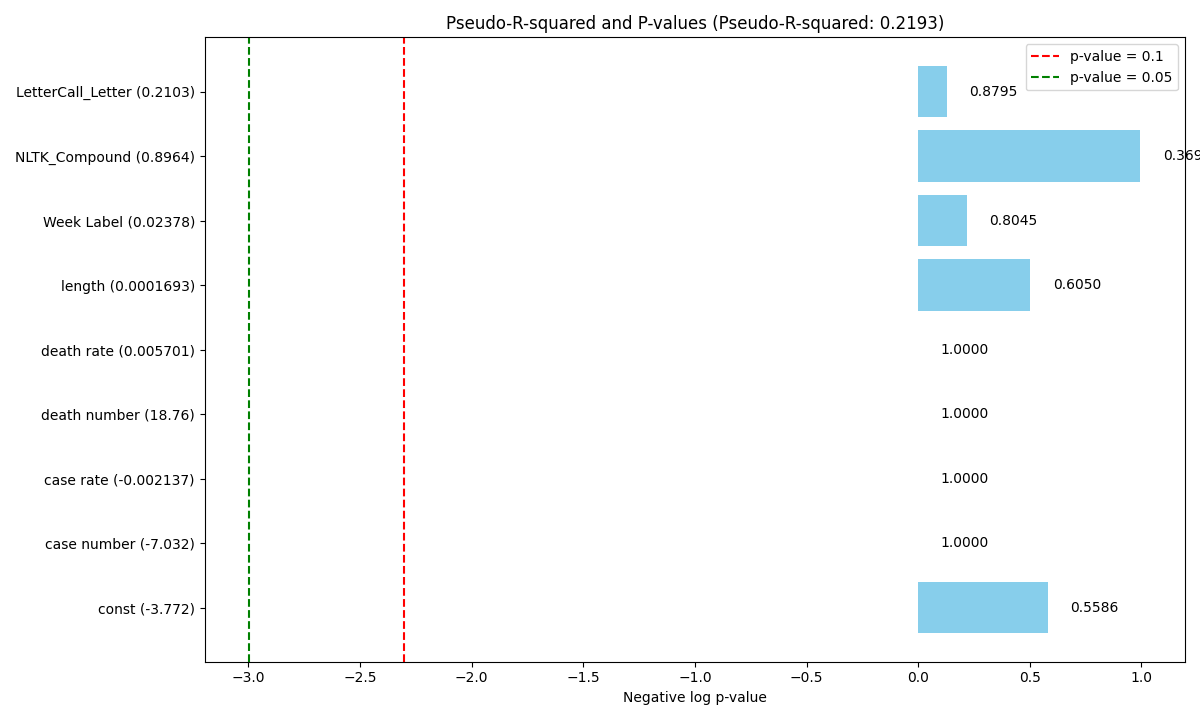 Pseudo-R-squared and P-values (Pseudo-R-squared: 0.2193)
p-value = 0.1
p-value = 0.05
LetterCall_Letter (0.2103) 0.8795
NLTK_Compound (0.8964) 0.369
Week Label (0.02378) 0.8045
length (0.0001693) 0.6050
death rate (0.005701) 1.0000
death number (18.76) 1.0000
case rate (-0.002137) 1.0000
case number (-7.032) 1.0000
const (-3.772) 0.5586
−3.0 −2.5 −2.0 −1.5 −1.0 −0.5 0.0 0.5 1.0
Negative log p-value